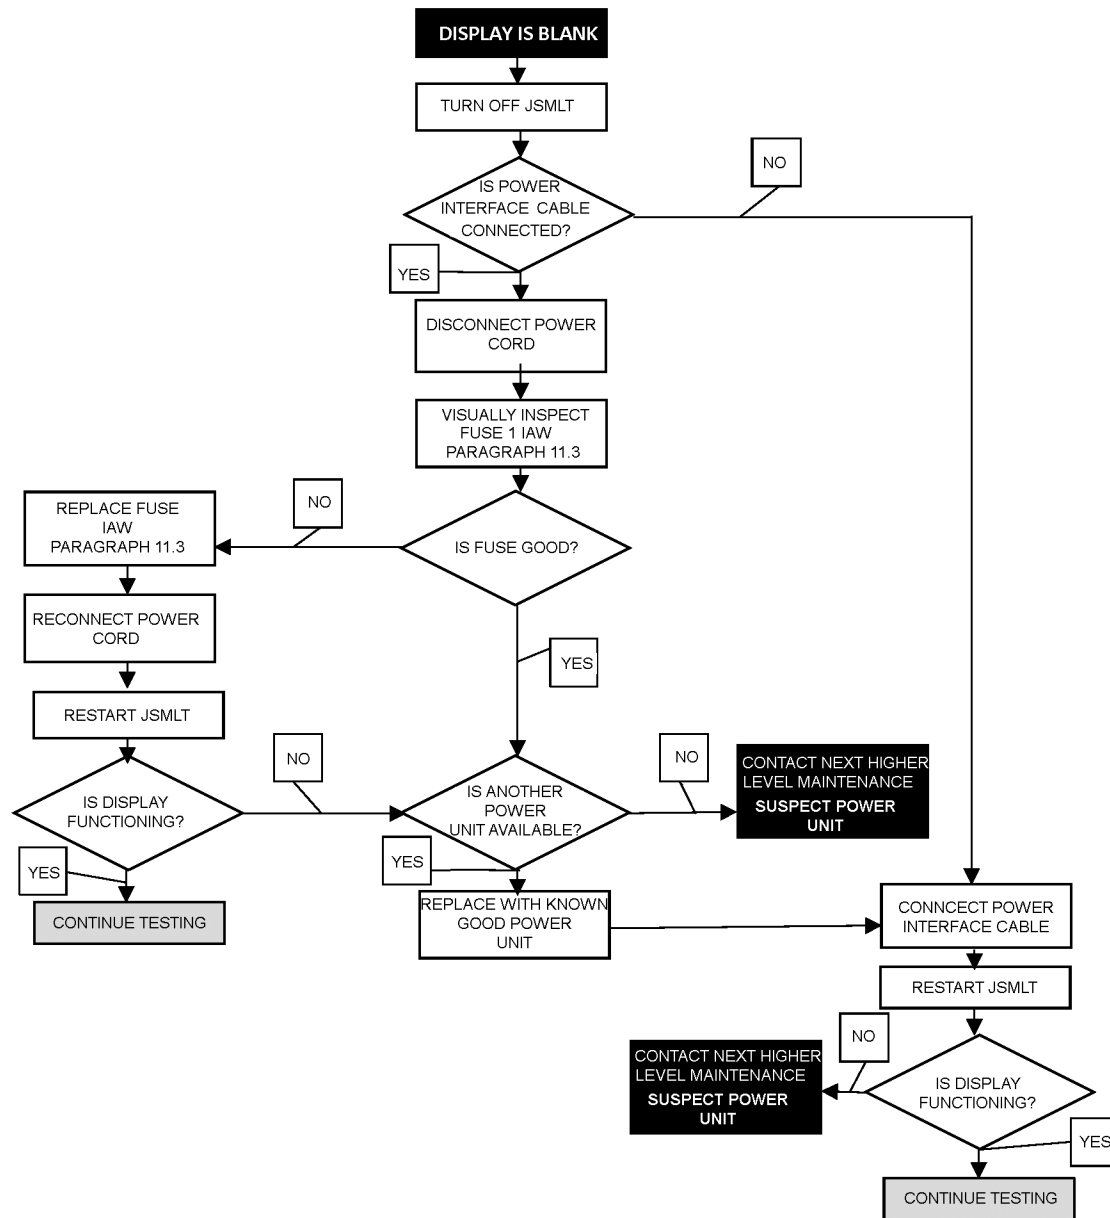 DISPLAY IS BLANK
TURN OFF JSMLT
IS POWER
INTERFACE CABLE
CONNECTED?
NO
YES
DISCONNECT POWER
CORD
VISUALLY INSPECT
FUSE 1 IAW
PARAGRAPH 11.3
IS FUSE GOOD?
NO
REPLACE FUSE
IAW
PARAGRAPH 11.3
RECONNECT POWER
CORD
RESTART JSMLT
IS DISPLAY
FUNCTIONING?
NO
YES
CONTINUE TESTING
YES
IS ANOTHER
POWER
UNIT AVAILABLE?
NO
CONTACT NEXT HIGHER
LEVEL MAINTENANCE
SUSPECT POWER
UNIT
YES
REPLACE WITH KNOWN
GOOD POWER
UNIT
CONNCECT POWER
INTERFACE CABLE
RESTART JSMLT
IS DISPLAY
FUNCTIONING?
NO
CONTACT NEXT HIGHER
LEVEL MAINTENANCE
SUSPECT POWER
UNIT
YES
CONTINUE TESTING